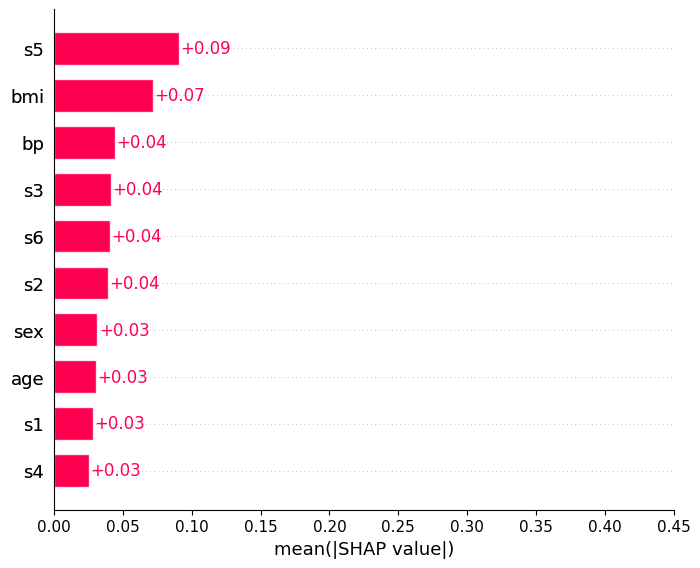 s5 +0.09
bmi +0.07
bp +0.04
s3 +0.04
s6 +0.04
s2 +0.04
sex +0.03
age +0.03
s1 +0.03
s4 +0.03
0.00 0.05 0.10 0.15 0.20 0.25 0.30 0.35 0.40 0.45
mean(|SHAP value|)